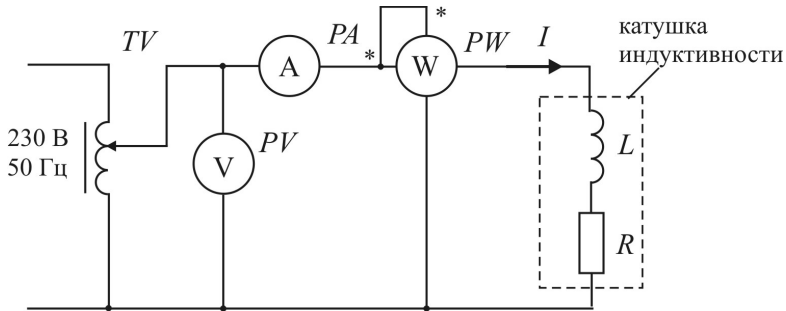 TV
PA
*
*
PW
I
катушка
индуктивности
A
W
230 В
50 Гц
V
PV
L
R